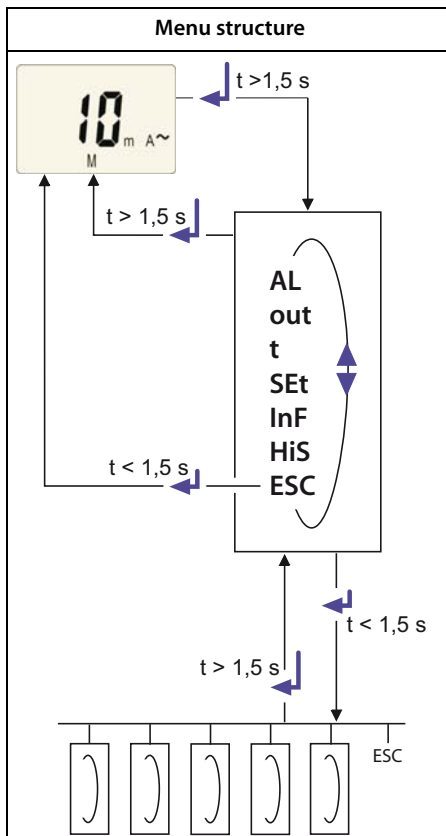 Menu structure
t >1,5 s
10 m A~
M
t > 1,5 s
AL
out
t
SEt
InF
HiS
t < 1,5 s
ESC
t < 1,5 s
t > 1,5 s
ESC